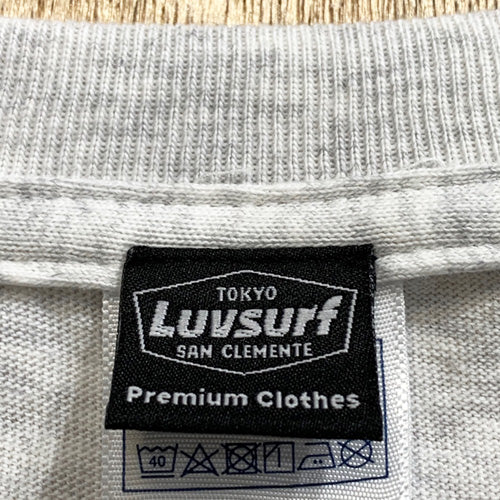 TOKYO
Luvsurf
SAN CLEMENTE
Premium Clothes
40